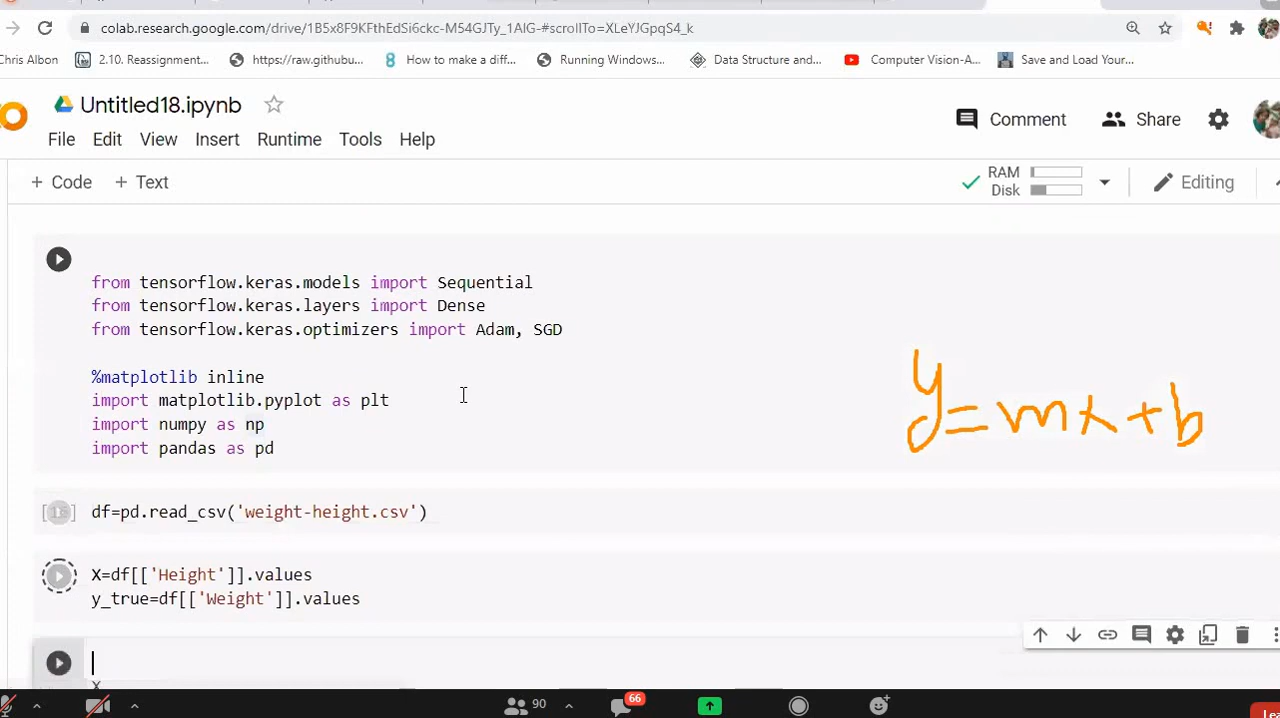 colab.research.google.com/drive/1B5x8F9KFthEdSi6ckc-M54GJTy_1AIG-#scrollTo=XLeYJGpqS4_k
Chris Albon
2.10. Reassignment...
https://raw.githubu...
How to make a diff...
Running Windows...
Data Structure and...
Computer Vision-A...
Save and Load Your...
Untitled18.ipynb
Comment
Share
File Edit View Insert Runtime Tools Help
+ Code + Text
RAM
Disk
Editing
from tensorflow.keras.models import Sequential
from tensorflow.keras.layers import Dense
from tensorflow.keras.optimizers import Adam, SGD
%matplotlib inline
import matplotlib.pyplot as plt
import numpy as np
import pandas as pd
y=mx+b
df=pd.read_csv('weight-height.csv')
X=df[['Height']].values
y_true=df[['Weight']].values
90
66